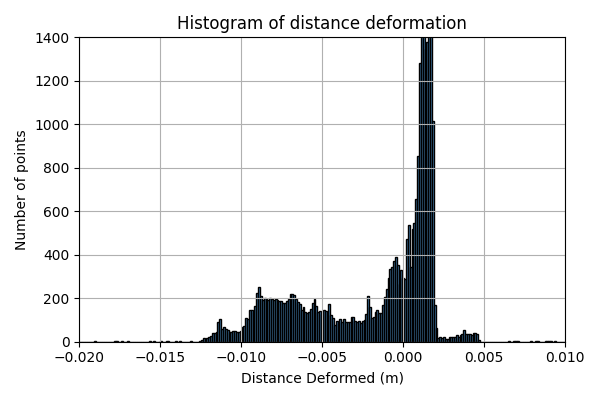 Histogram of distance deformation
1400
1200
1000
800
600
400
200
0
Number of points
−0.020 −0.015 −0.010 −0.005 0.000 0.005 0.010
Distance Deformed (m)